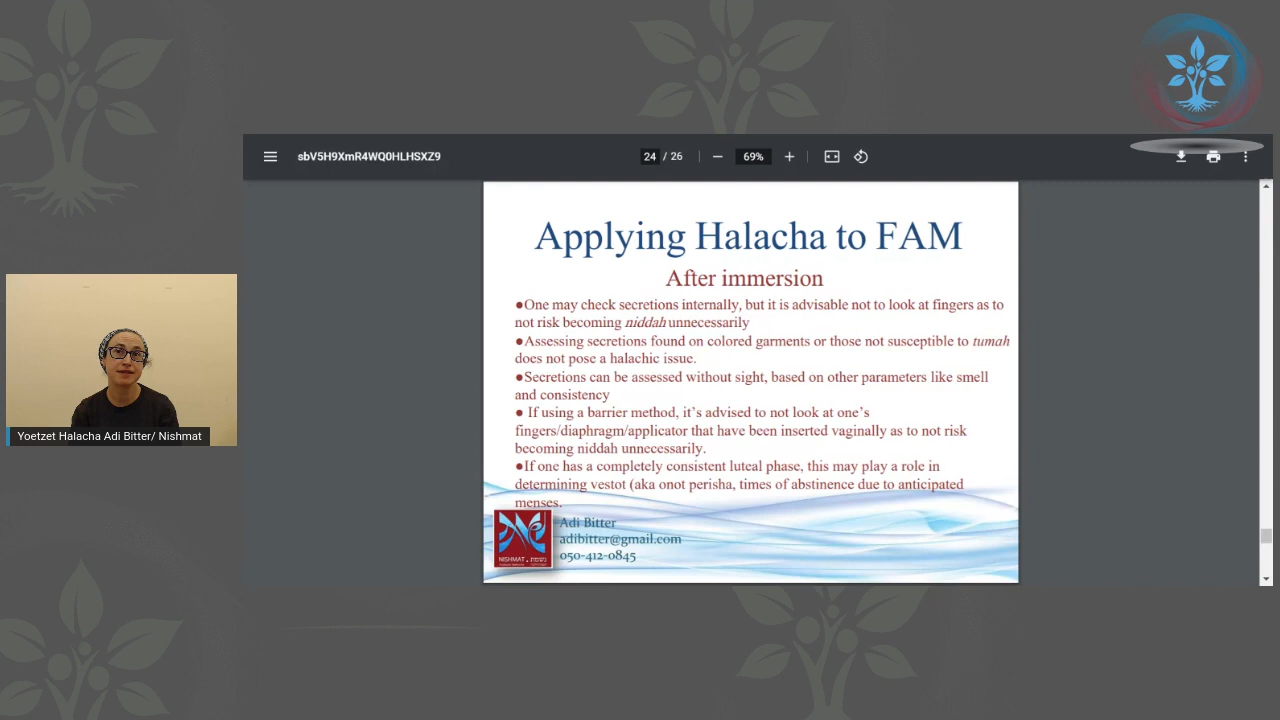 sbV5H9XmR4WQ0HLHSXZ9
24 / 26
69%
Applying Halacha to FAM
After immersion
●One may check secretions internally, but it is advisable not to look at fingers as to
not risk becoming niddah unnecessarily
●Assessing secretions found on colored garments or those not susceptible to tumah
does not pose a halachic issue.
●Secretions can be assessed without sight, based on other parameters like smell
and consistency
● If using a barrier method, it's advised to not look at one's
fingers/diaphragm/applicator that have been inserted vaginally as to not risk
becoming niddah unnecessarily.
●If one has a completely consistent luteal phase, this may play a role in
determining vestot (aka onot perisha, times of abstinence due to anticipated
menses.
Adi Bitter
adibitter@gmail.com
050-412-0845
NISHMAT
Yoetzet Halacha Adi Bitter/ Nishmat